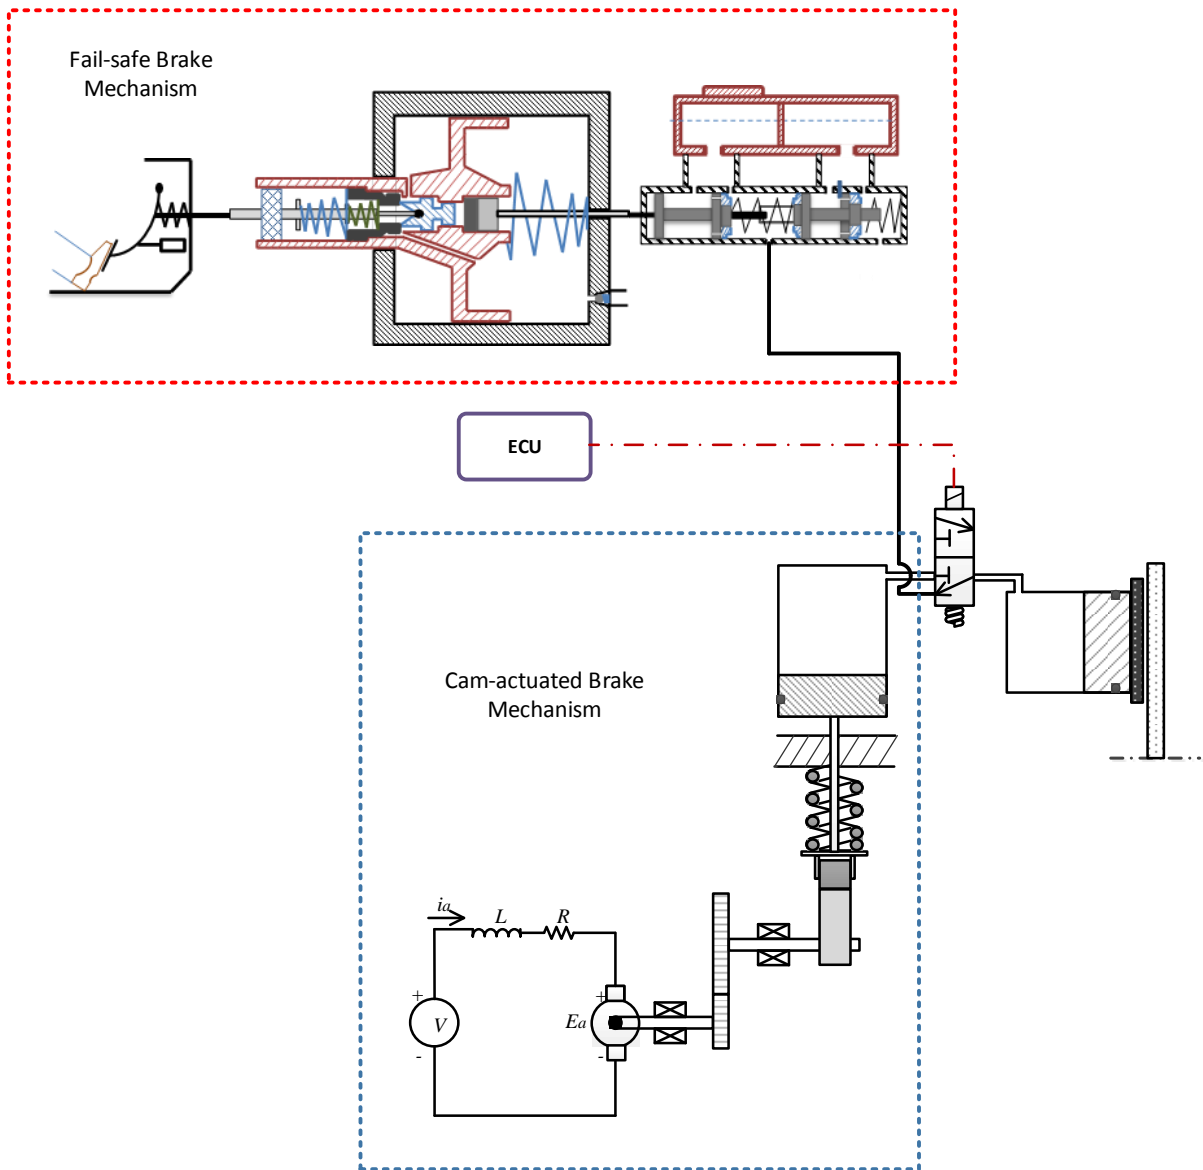 Fail-safe Brake
Mechanism
ECU
Cam-actuated Brake
Mechanism
ia
L
R
+
V
-
+
Ea
-